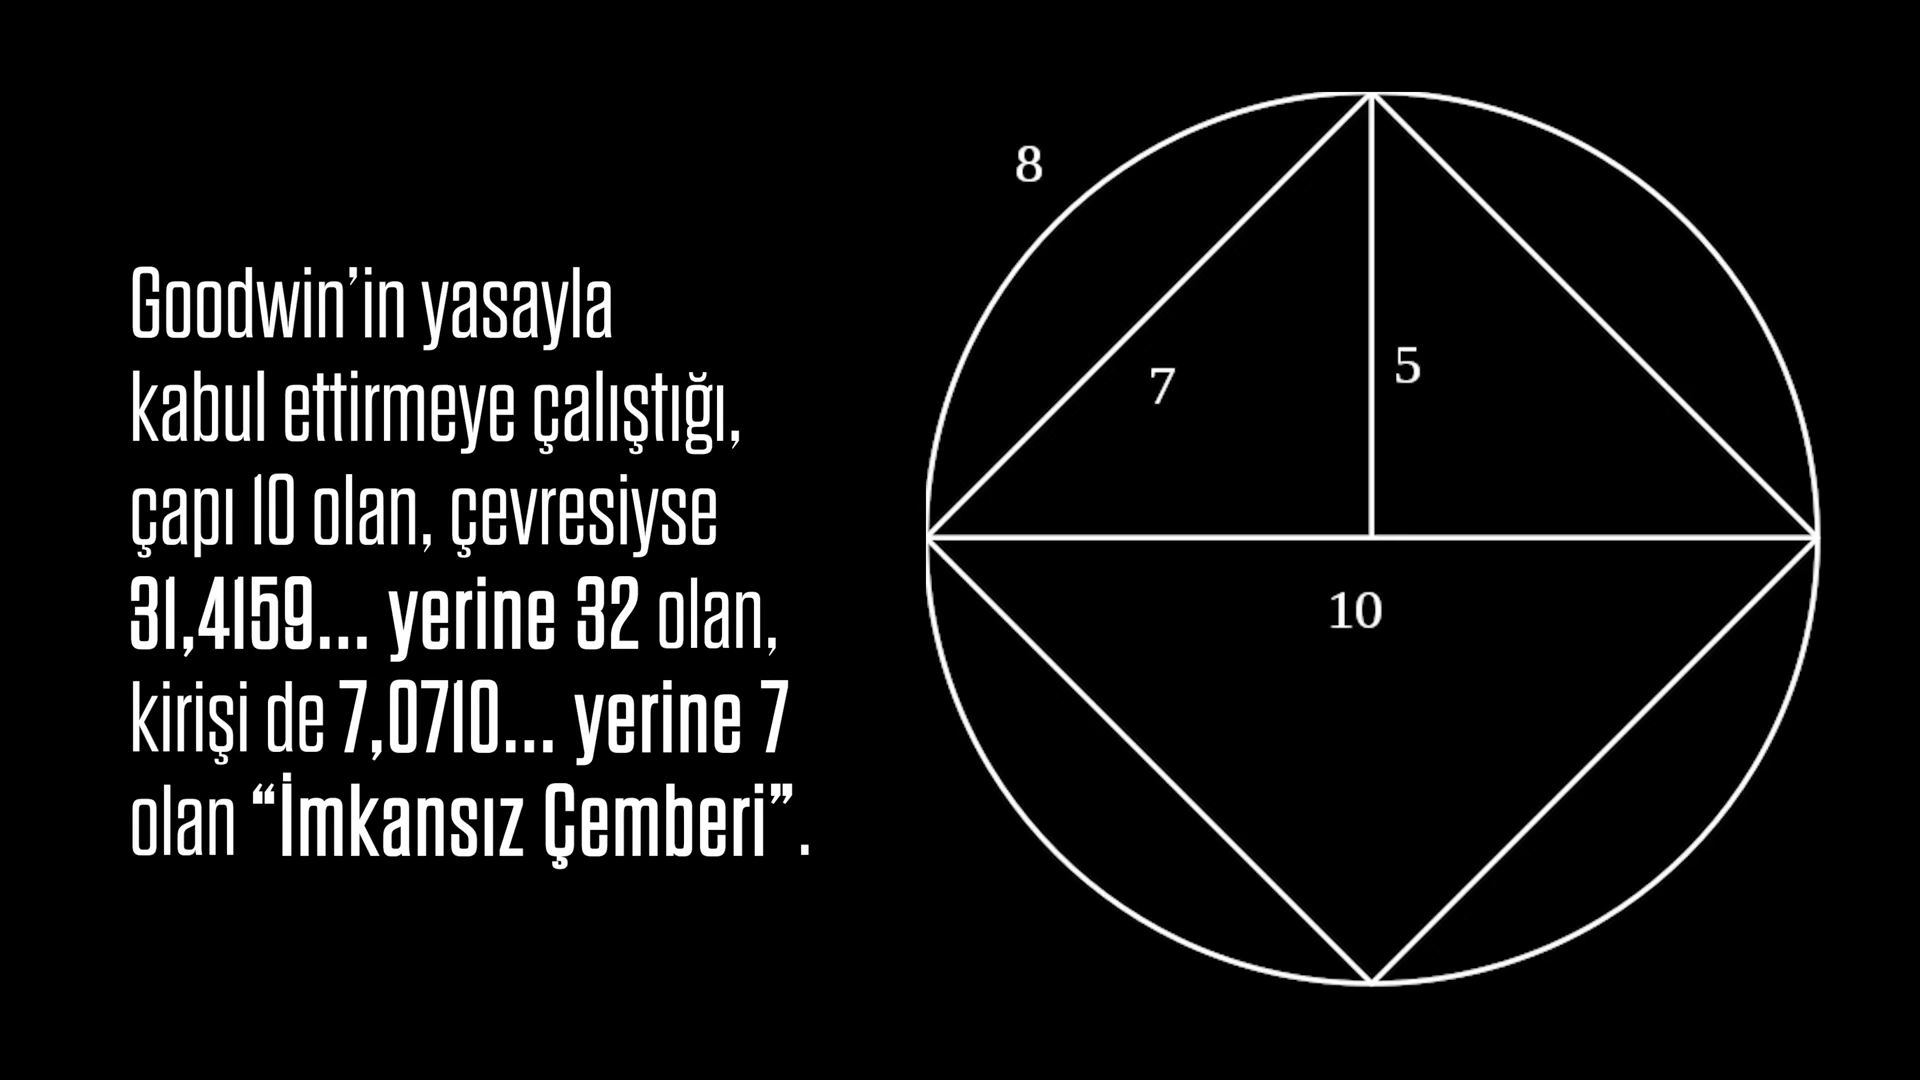 Goodwin’in yasayla
kabul ettirmeye çalıştığı,
çapı 10 olan, çevresiyse
31,4159... yerine 32 olan,
kirişi de 7,0710... yerine 7
olan “İmkansız Çemberi”.
8
7
5
10